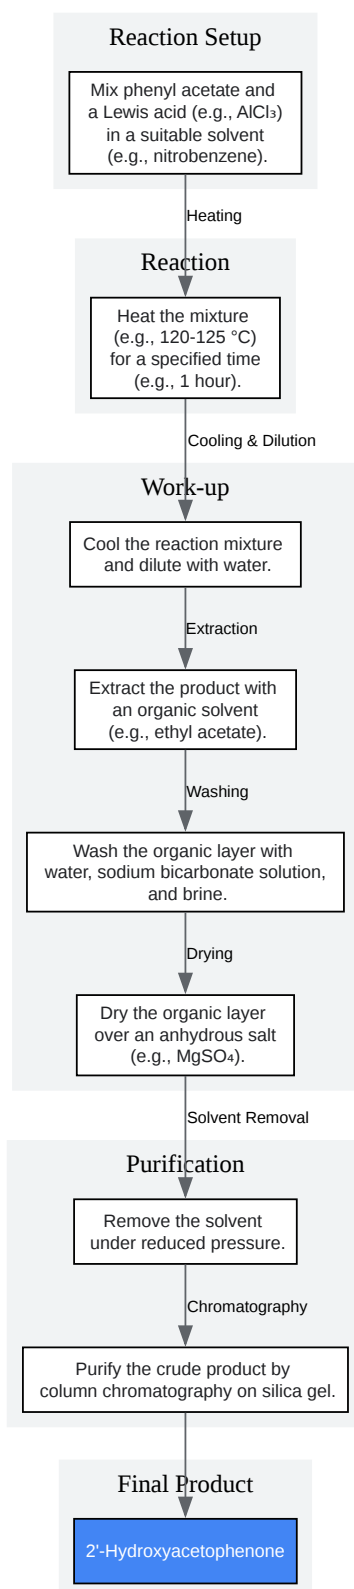 Reaction Setup
Mix phenyl acetate and
a Lewis acid (e.g., AlCl₃)
in a suitable solvent
(e.g., nitrobenzene).
Heating
Reaction
Heat the mixture
(e.g., 120-125 °C)
for a specified time
(e.g., 1 hour).
Cooling & Dilution
Work-up
Cool the reaction mixture
and dilute with water.
Extraction
Extract the product with
an organic solvent
(e.g., ethyl acetate).
Washing
Wash the organic layer with
water, sodium bicarbonate solution,
and brine.
Drying
Dry the organic layer
over an anhydrous salt
(e.g., MgSO₄).
Solvent Removal
Purification
Remove the solvent
under reduced pressure.
Chromatography
Purify the crude product by
column chromatography on silica gel.
Final Product
2'-Hydroxyacetophenone